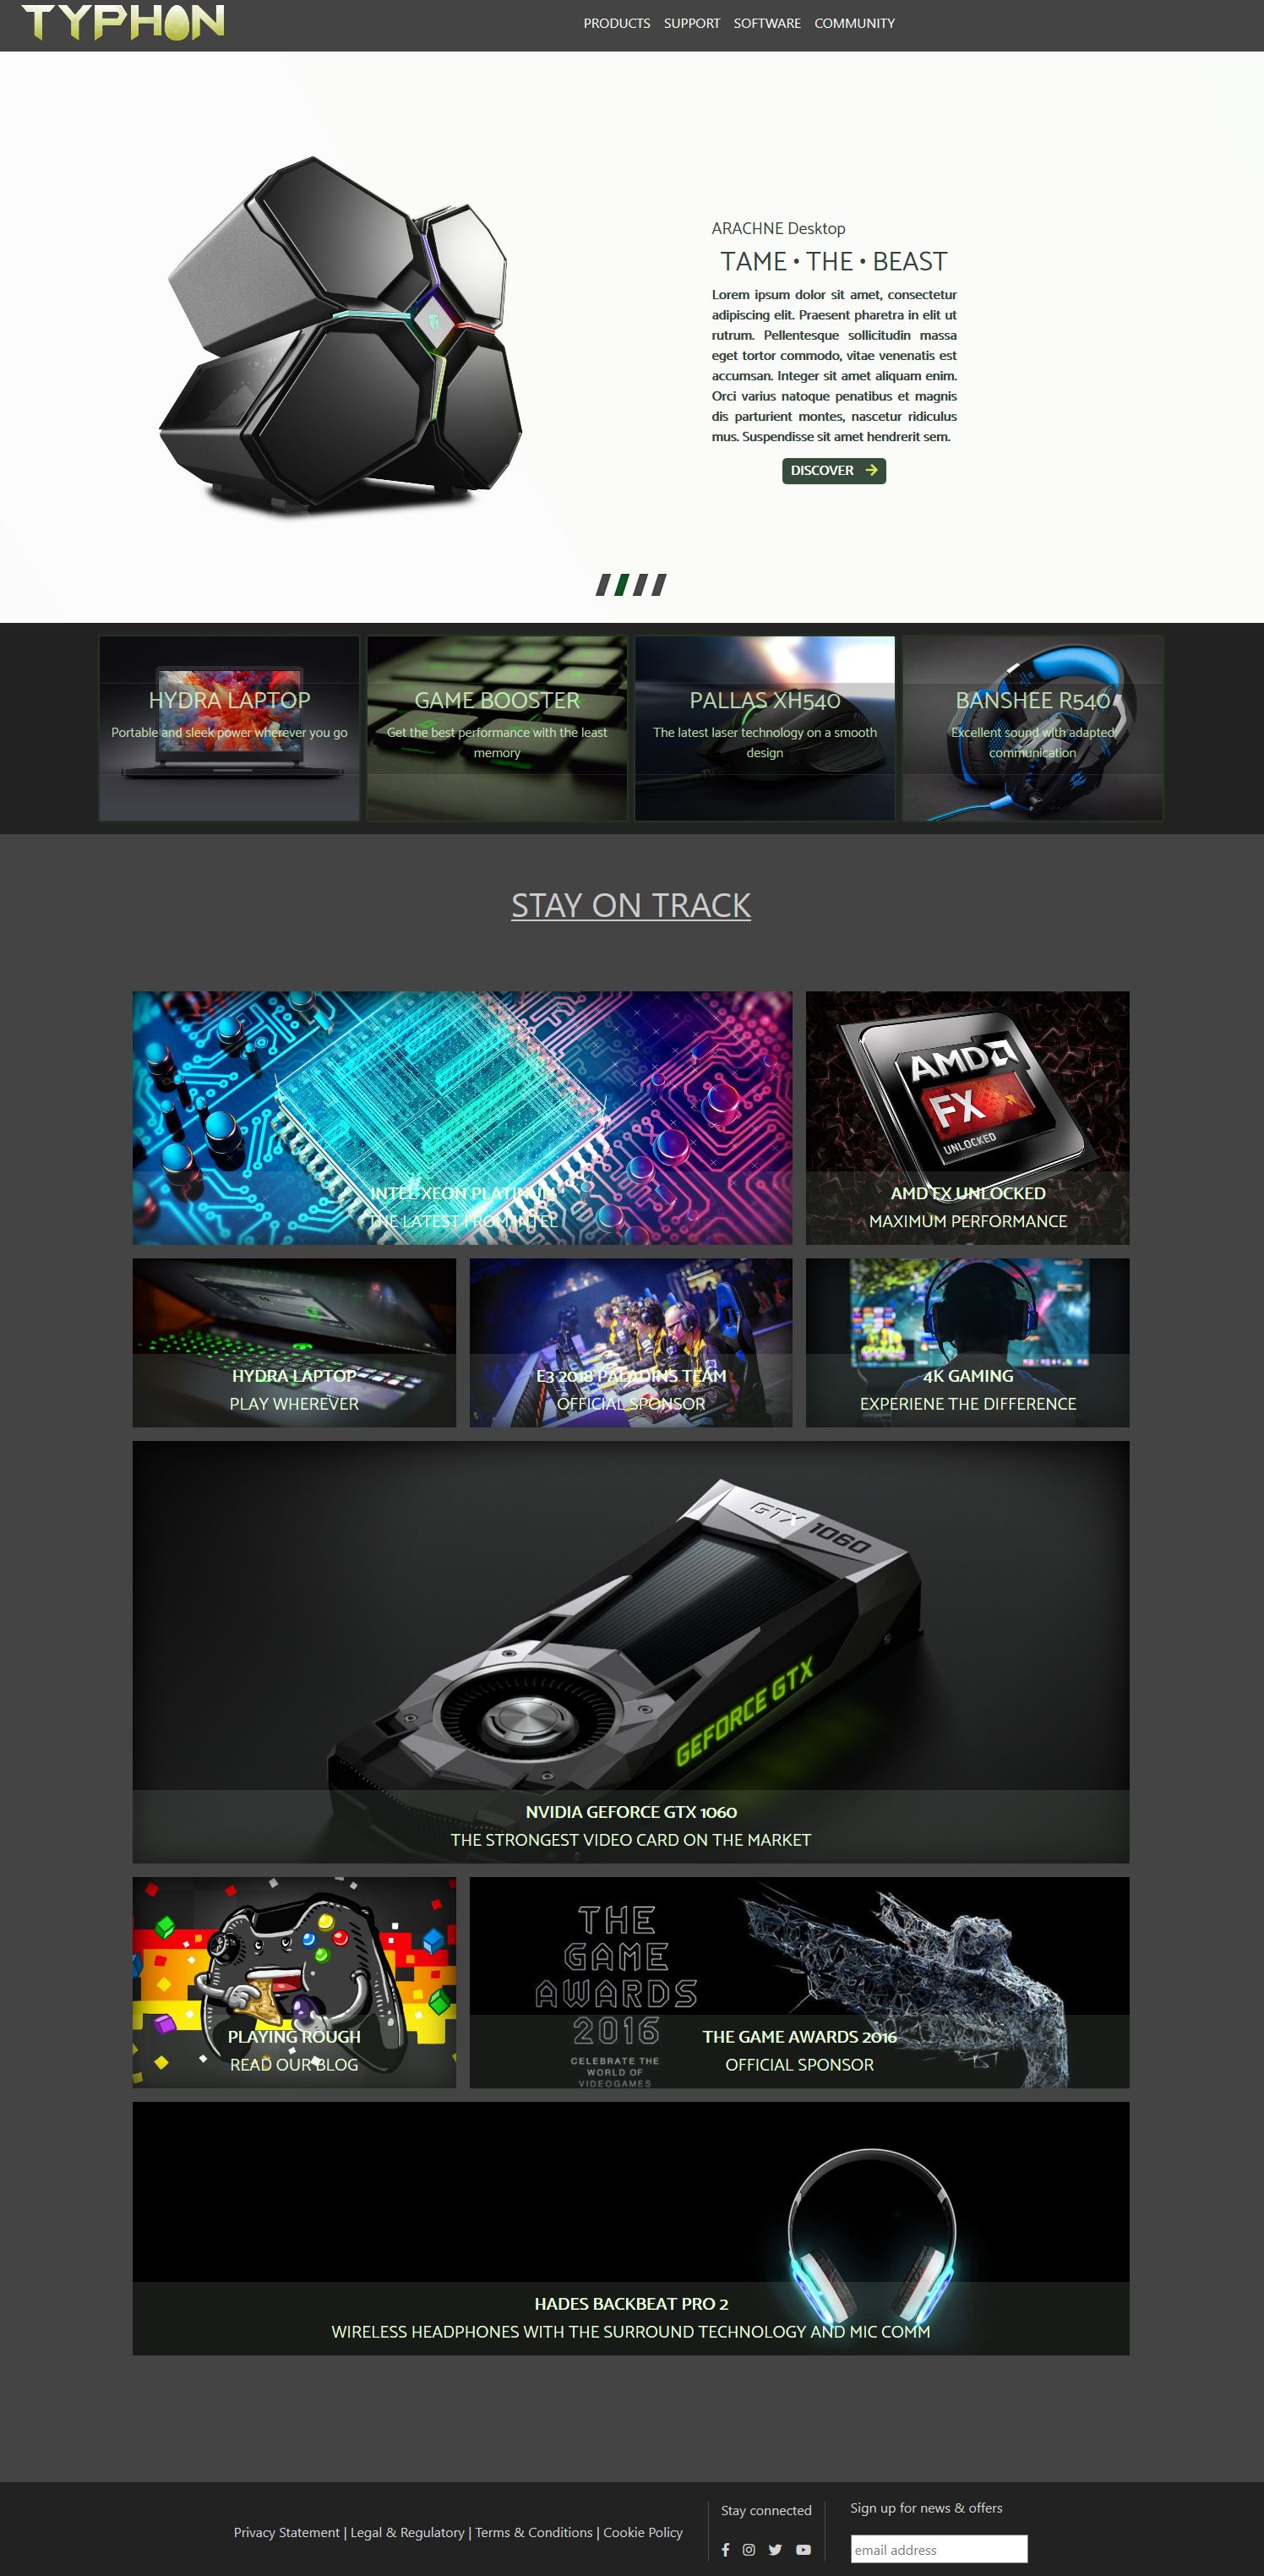 TYPHON
PRODUCTS SUPPORT SOFTWARE COMMUNITY
ARACHNE Desktop
TAME • THE • BEAST
Lorem ipsum dolor sit amet, consectetur
adipiscing elit. Praesent pharetra in elit ut
rutrum. Pellentesque sollicitudin massa
eget tortor commodo, vitae venenatis est
accumsan. Integer sit amet aliquam enim.
Orci varius natoque penatibus et magnis
dis parturient montes, nascetur ridiculus
mus. Suspendisse sit amet hendrerit sem.
DISCOVER →
HYDRA LAPTOP
Portable and sleek power wherever you go
GAME BOOSTER
Get the best performance with the least
memory
PALLAS XH540
The latest laser technology on a smooth
design
BANSHEE R540
Excellent sound with adapted
communication
STAY ON TRACK
INTEL XEON PLATINUM
THE LATEST FROM INTEL
AMD
FX
UNLOCKED
AMD FX UNLOCKED
MAXIMUM PERFORMANCE
HYDRA LAPTOP
PLAY WHEREVER
E3 2018 PALADINS TEAM
OFFICIAL SPONSOR
4K GAMING
EXPERIENE THE DIFFERENCE
GTX 1060
GEFORCE GTX
NVIDIA GEFORCE GTX 1060
THE STRONGEST VIDEO CARD ON THE MARKET
PLAYING ROUGH
READ OUR BLOG
THE
GAME
AWARDS
2016
CELEBRATE THE
WORLD OF
VIDEOGAMES
THE GAME AWARDS 2016
OFFICIAL SPONSOR
HADES BACKBEAT PRO 2
WIRELESS HEADPHONES WITH THE SURROUND TECHNOLOGY AND MIC COMM
Privacy Statement | Legal & Regulatory | Terms & Conditions | Cookie Policy
Stay connected
Sign up for news & offers
email address